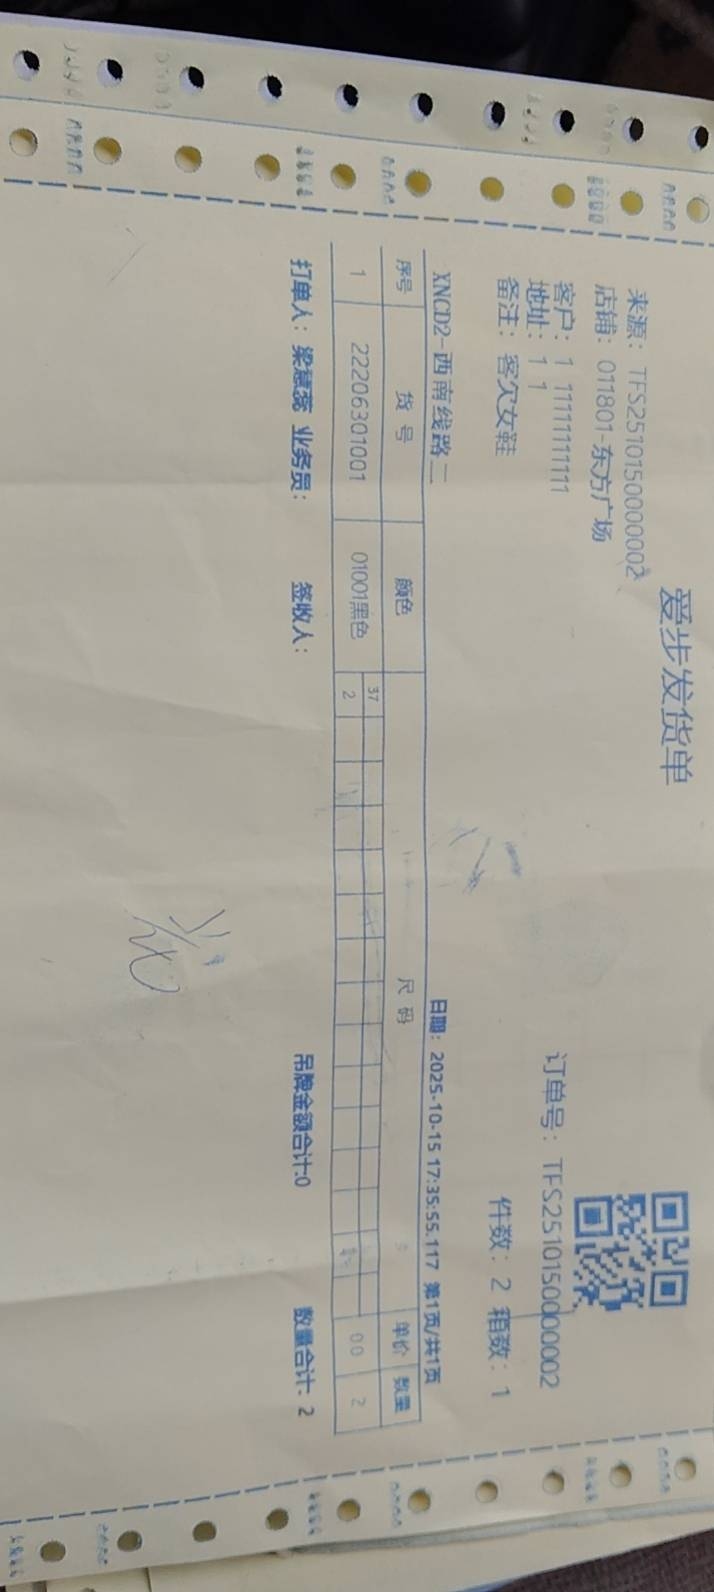 爱步发货单
来源：TFS2510150000002
店铺：011801-东方广场
客户：1 11111111111
地址：1 1
订单号：TFS2510150000002
备注：客欠女鞋
件数：2 箱数：1
XNCD2-西南线路二
日期：2025-10-15 17:35:55.117 第1页/共1页
序号 货号 颜色 尺码 单价 数量
37
1 22206301001 01001黑色 2 00 2
打单人：梁慧蕊 业务员： 签收人： 吊牌金额合计:0 数量合计: 2